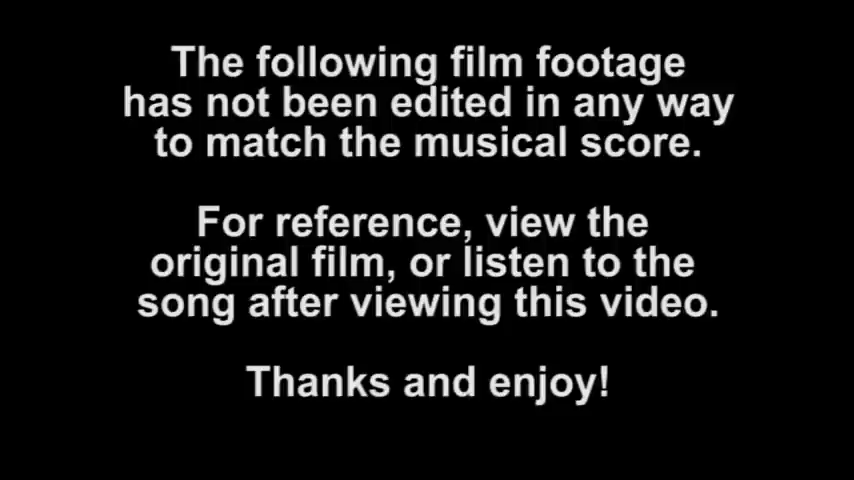 The following film footage
has not been edited in any way
to match the musical score.
For reference, view the
original film, or listen to the
song after viewing this video.
Thanks and enjoy!